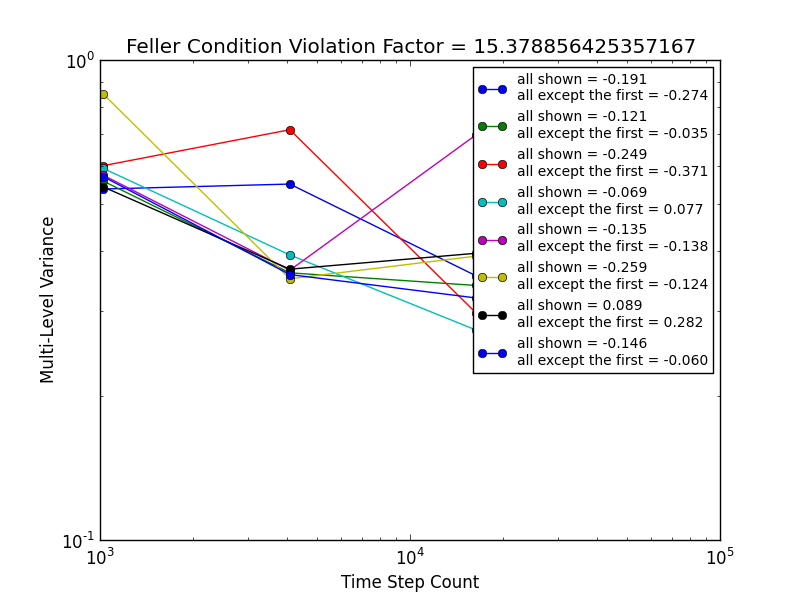 Feller Condition Violation Factor = 15.378856425357167
10^0
all shown = -0.191
all except the first = -0.274
all shown = -0.121
all except the first = -0.035
all shown = -0.249
all except the first = -0.371
all shown = -0.069
all except the first = 0.077
all shown = -0.135
all except the first = -0.138
all shown = -0.259
all except the first = -0.124
all shown = 0.089
all except the first = 0.282
all shown = -0.146
all except the first = -0.060
Multi-Level Variance
10^-1
10^3
10^4
10^5
Time Step Count